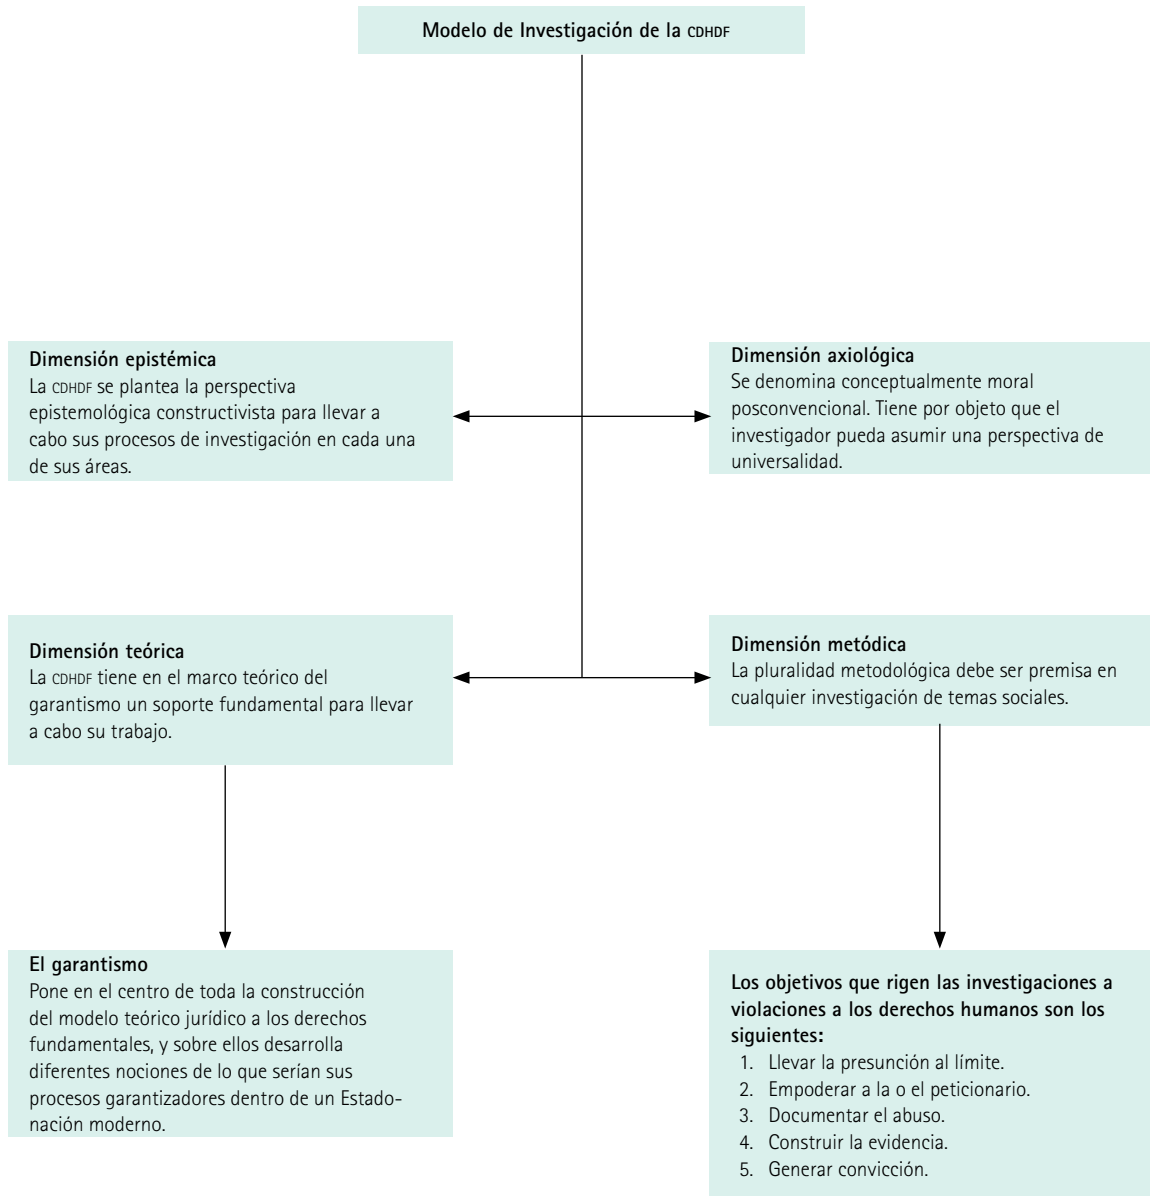 Modelo de Investigación de la CDHDF
Dimensión epistémica
La CDHDF se plantea la perspectiva
epistemológica constructivista para llevar a
cabo sus procesos de investigación en cada una
de sus áreas.
Dimensión axiológica
Se denomina conceptualmente moral
posconvencional. Tiene por objeto que el
investigador pueda asumir una perspectiva de
universalidad.
Dimensión teórica
La CDHDF tiene en el marco teórico del
garantismo un soporte fundamental para llevar
a cabo su trabajo.
Dimensión metódica
La pluralidad metodológica debe ser premisa en
cualquier investigación de temas sociales.
El garantismo
Pone en el centro de toda la construcción
del modelo teórico jurídico a los derechos
fundamentales, y sobre ellos desarrolla
diferentes nociones de lo que serían sus
procesos garantizadores dentro de un Estado-
nación moderno.
Los objetivos que rigen las investigaciones a
violaciones a los derechos humanos son los
siguientes:
1. Llevar la presunción al límite.
2. Empoderar a la o el peticionario.
3. Documentar el abuso.
4. Construir la evidencia.
5. Generar convicción.